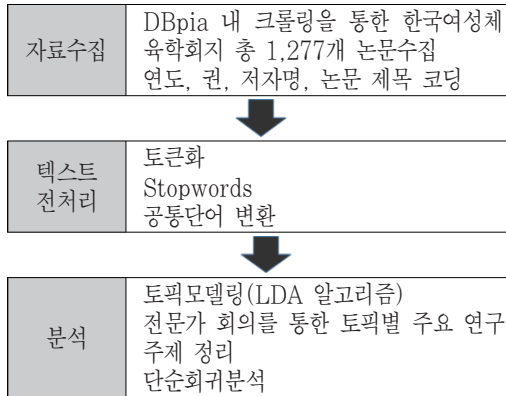 자료수집
DBpia 내 크롤링을 통한 한국여성체
육학회지 총 1,277개 논문수집
연도, 권, 저자명, 논문 제목 코딩
텍스트
전처리
토큰화
Stopwords
공통단어 변환
분석
토픽모델링(LDA 알고리즘)
전문가 회의를 통한 토픽별 주요 연구
주제 정리
단순회귀분석